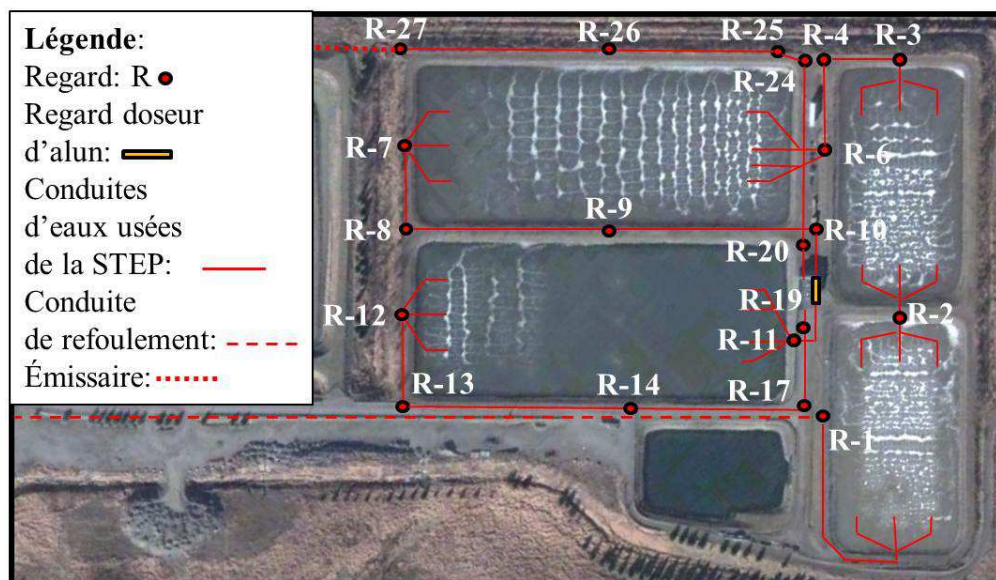 Légende:
Regard: R
Regard doseur
d'alun:
Conduites
d'eaux usées
de la STEP:
Conduite
de refoulement:
Émissaire:
R-27
R-26
R-25
R-4
R-3
R-24
R-7
R-6
R-8
R-9
R-10
R-20
R-12
R-19
R-2
R-11
R-13
R-14
R-17
R-1